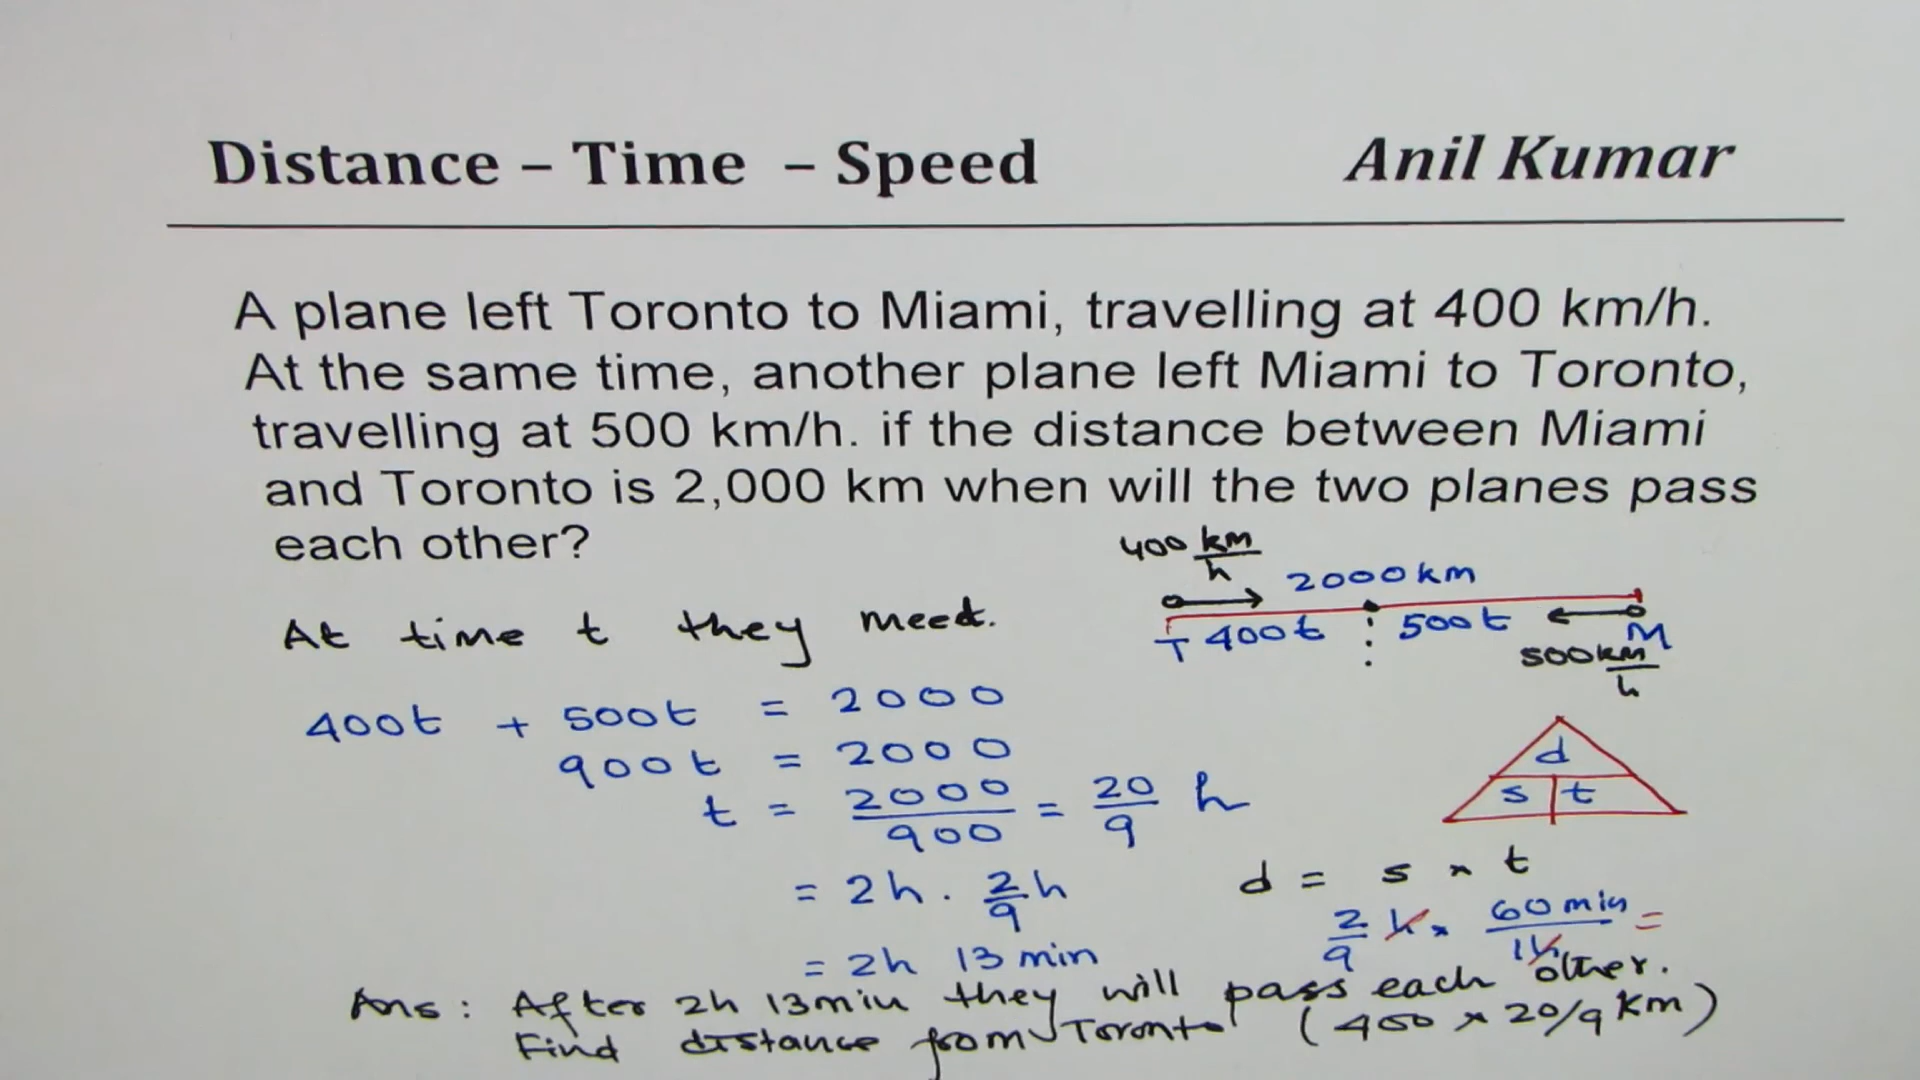 Distance – Time – Speed Anil Kumar
A plane left Toronto to Miami, travelling at 400 km/h.
At the same time, another plane left Miami to Toronto,
travelling at 500 km/h. if the distance between Miami
and Toronto is 2,000 km when will the two planes pass
each other?
400 km/h
2000 km
At time t they meet.
T 400t 500t M
500 km/h
400t + 500t = 2000
900t = 2000
d
s t
t = 2000/900 = 20/9 h
d = s × t
= 2h . 2/9 h
2/9 h × 60 min/1h =
= 2h 13 min
Ans: After 2h 13min they will pass each other.
Find distance from Toronto (400 × 20/9 Km)